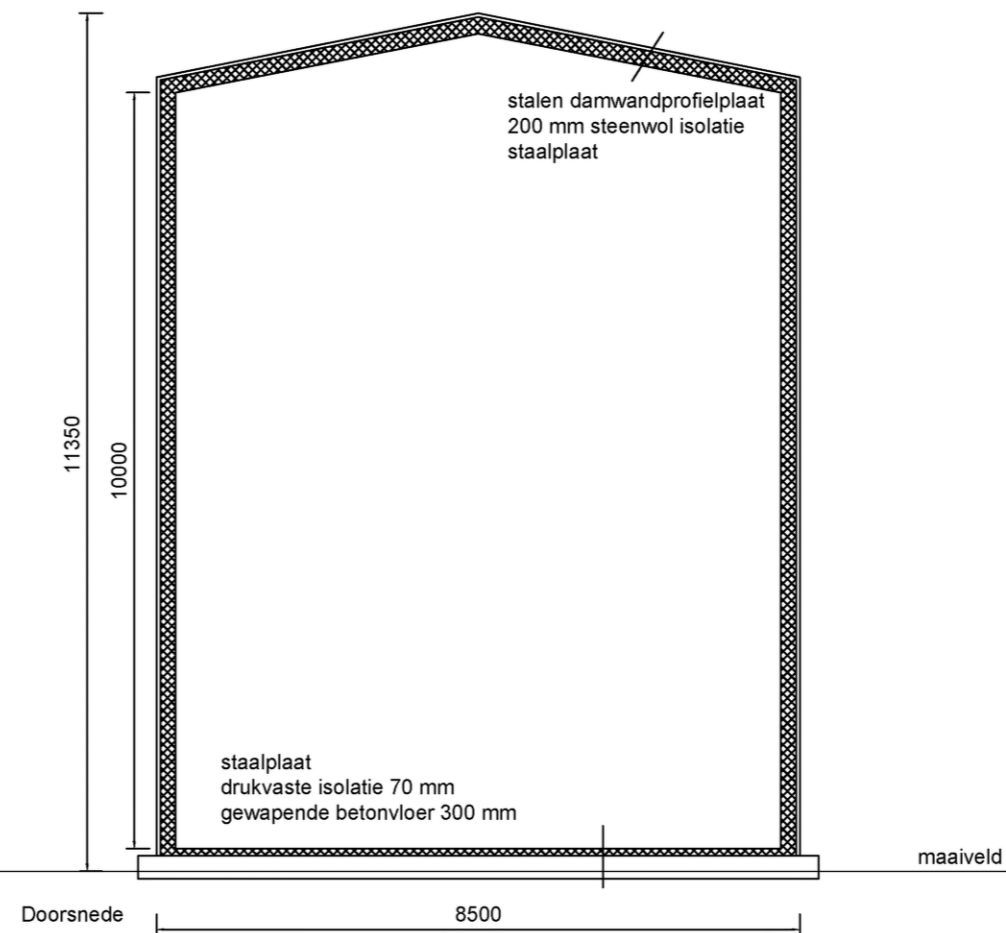 stalen damwandprofielplaat
200 mm steenwol isolatie
staalplaat
11350
10000
staalplaat
drukvaste isolatie 70 mm
gewapende betonvloer 300 mm
maaiveld
Doorsnede
8500